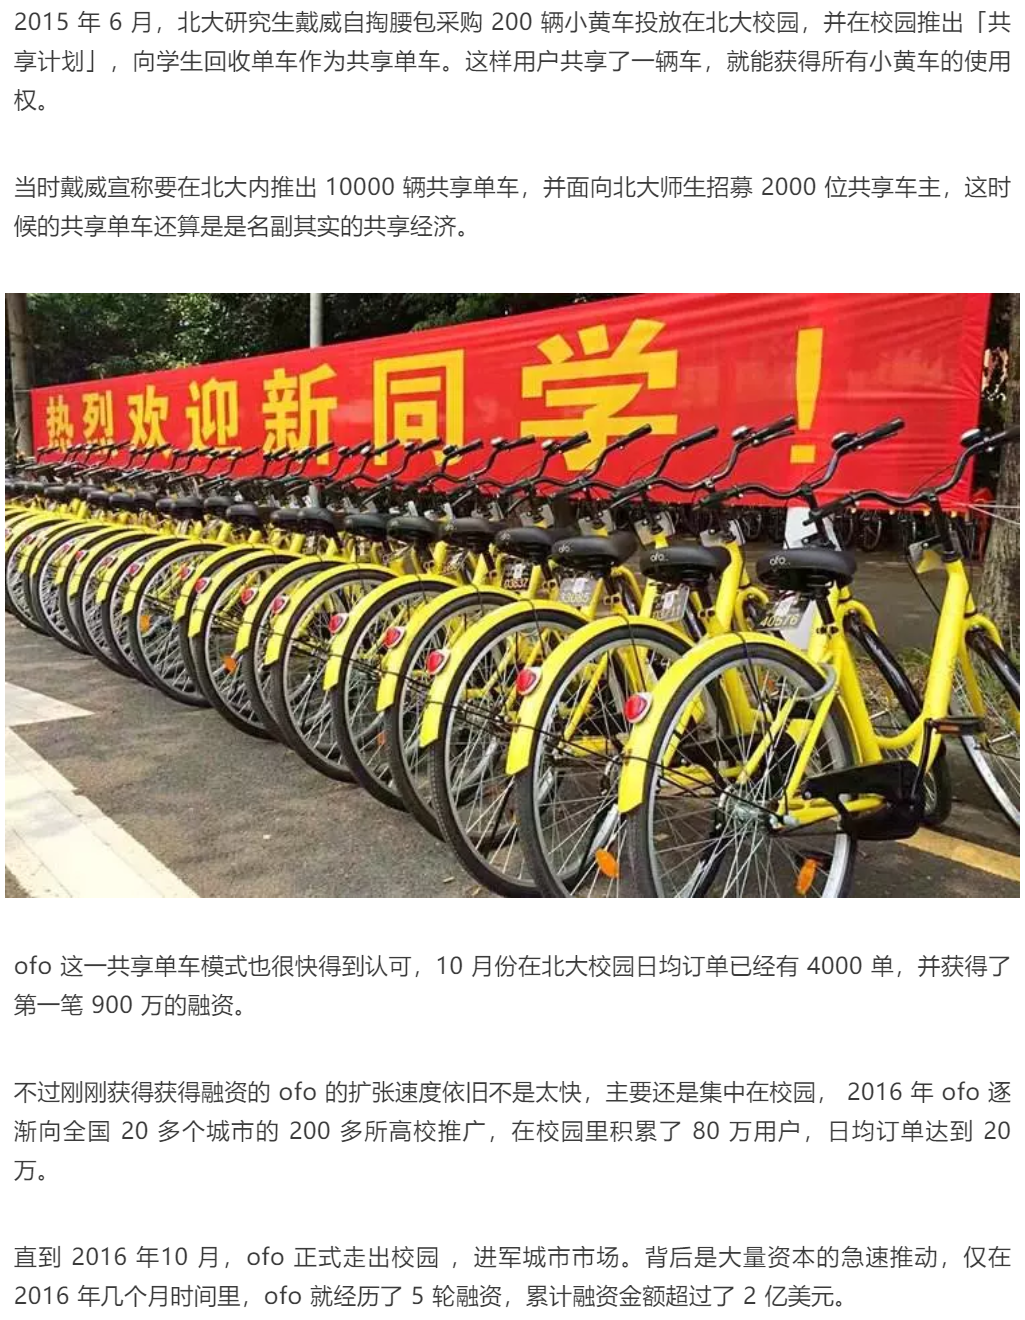 2015 年 6 月，北大研究生戴威自掏腰包采购 200 辆小黄车投放在北大校园，并在校园推出「共
享计划」，向学生回收单车作为共享单车。这样用户共享了一辆车，就能获得所有小黄车的使用
权。
当时戴威宣称要在北大内推出 10000 辆共享单车，并面向北大师生招募 2000 位共享车主，这时
候的共享单车还算是是名副其实的共享经济。
热烈欢迎新同学！
ofo
ofo
ofo
40576
ofo 这一共享单车模式也很快得到认可，10 月份在北大校园日均订单已经有 4000 单，并获得了
第一笔 900 万的融资。
不过刚刚获得获得融资的 ofo 的扩张速度依旧不是太快，主要还是集中在校园， 2016 年 ofo 逐
渐向全国 20 多个城市的 200 多所高校推广，在校园里积累了 80 万用户，日均订单达到 20
万。
直到 2016 年10 月，ofo 正式走出校园 ，进军城市市场。背后是大量资本的急速推动，仅在
2016 年几个月时间里，ofo 就经历了 5 轮融资，累计融资金额超过了 2 亿美元。